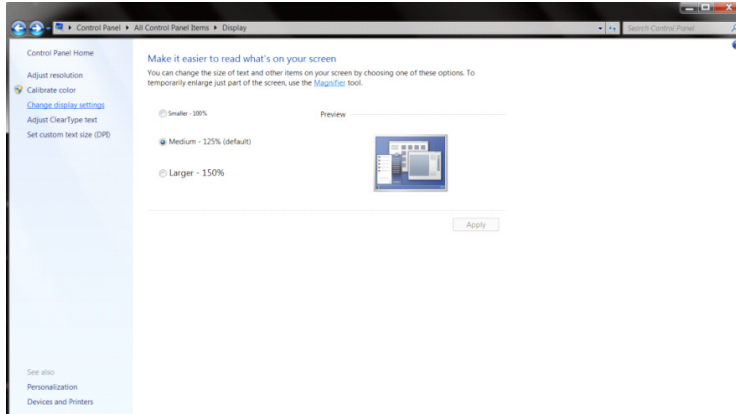 Control Panel ▸ All Control Panel Items ▸ Display
Search Control Panel
Control Panel Home
Adjust resolution
Calibrate color
Change display settings
Adjust ClearType text
Set custom text size (DPI)
Make it easier to read what's on your screen
You can change the size of text and other items on your screen by choosing one of these options. To
temporarily enlarge just part of the screen, use the Magnifier tool.
Smaller - 100%
Preview
Medium - 125% (default)
Larger - 150%
Apply
See also
Personalization
Devices and Printers